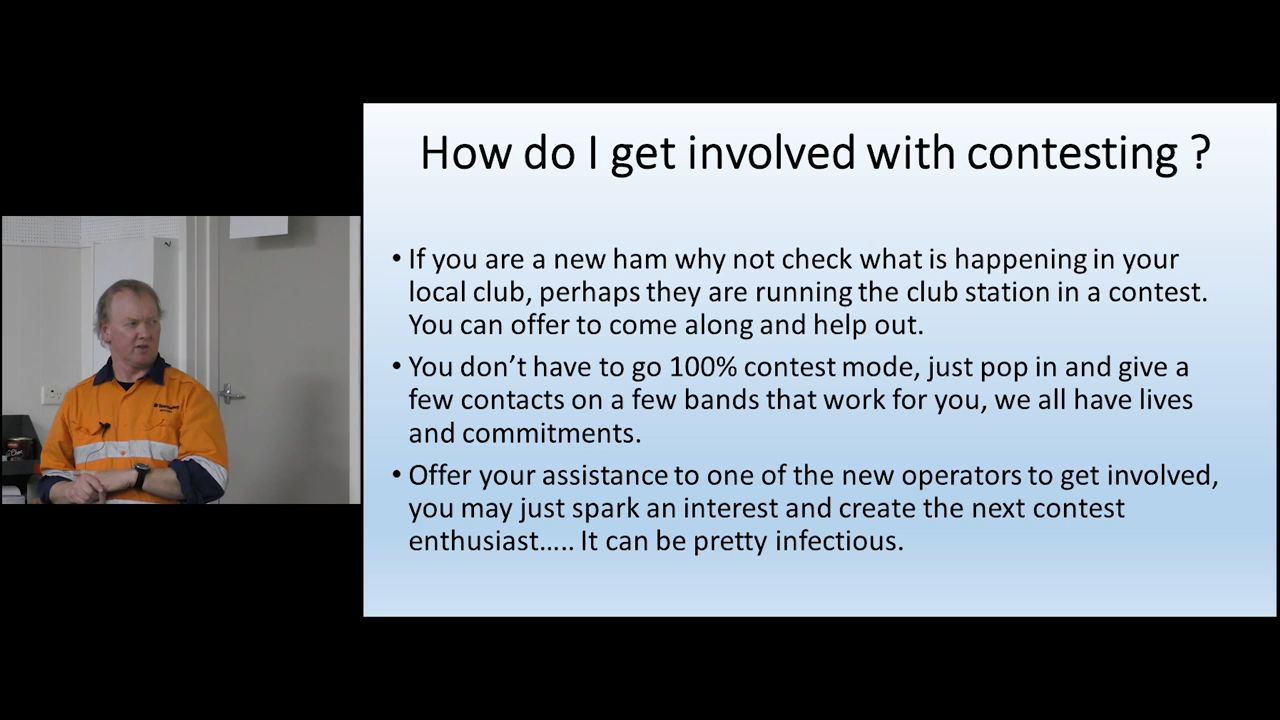 How do I get involved with contesting ?
• If you are a new ham why not check what is happening in your
local club, perhaps they are running the club station in a contest.
You can offer to come along and help out.
• You don’t have to go 100% contest mode, just pop in and give a
few contacts on a few bands that work for you, we all have lives
and commitments.
• Offer your assistance to one of the new operators to get involved,
you may just spark an interest and create the next contest
enthusiast..... It can be pretty infectious.